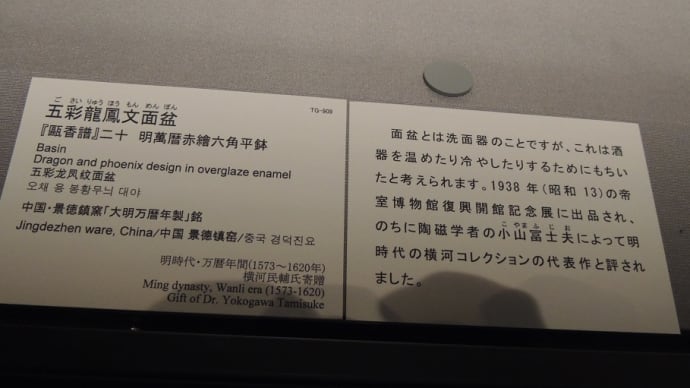 ご さい りゅう ほう もん めん ぼん
五彩龍鳳文面盆
TG-909
『甌香譜』二十 明萬暦赤繪六角平鉢
Basin
Dragon and phoenix design in overglaze enamel
五彩龙凤纹面盆
오채 용 봉황무늬 대야
中国・景徳鎮窯「大明万暦年製」銘
Jingdezhen ware, China/中国 景德镇窑/중국 경덕진요
明時代・万暦年間(1573～1620年)
横河民輔氏寄贈
Ming dynasty, Wanli era (1573-1620)
Gift of Dr. Yokogawa Tamisuke
面盆とは洗面器のことですが、これは酒
器を温めたり冷やしたりするためにもちい
たと考えられます。1938年(昭和13)の帝
室博物館復興開館記念展に出品され、
こ やま ふ じ お
のちに陶磁学者の小山冨士夫によって明
時代の横河コレクションの代表作と評され
ました。